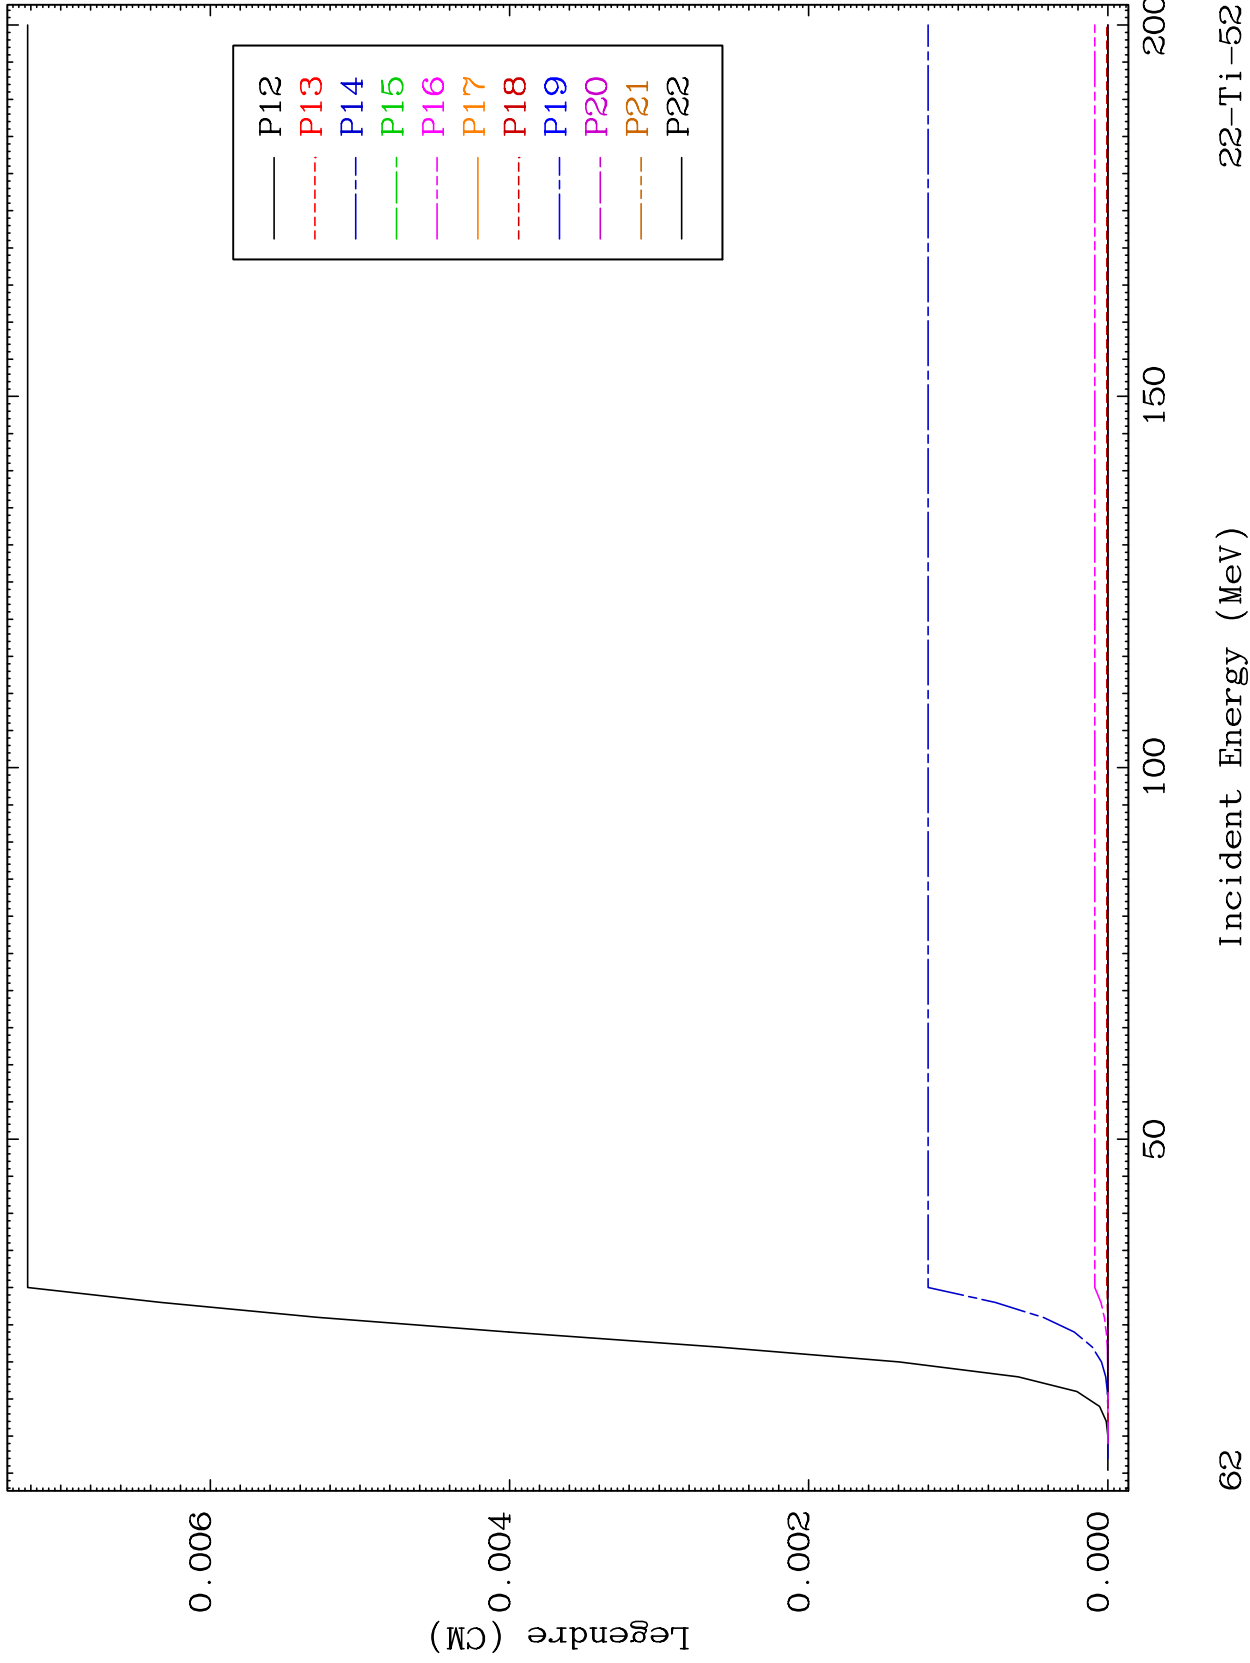 P12
P13
P14
P15
P16
P17
P18
P19
P20
P21
P22
0.006
0.004
0.002
0.000
Legendre (CM)
50
100
150
200
Incident Energy (MeV)
62
22-Ti-52